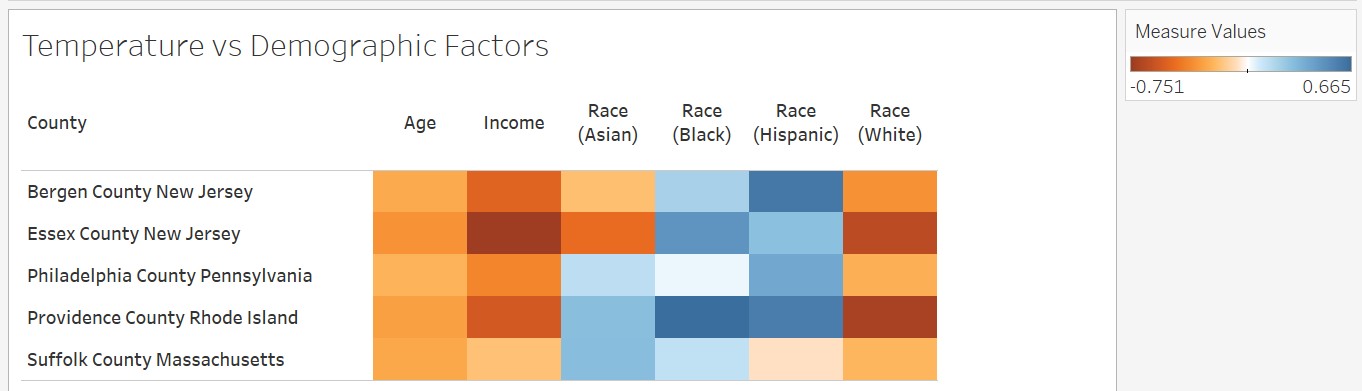 Temperature vs Demographic Factors
Measure Values
-0.751 0.665
County Age Income Race (Asian) Race (Black) Race (Hispanic) Race (White)
Bergen County New Jersey
Essex County New Jersey
Philadelphia County Pennsylvania
Providence County Rhode Island
Suffolk County Massachusetts